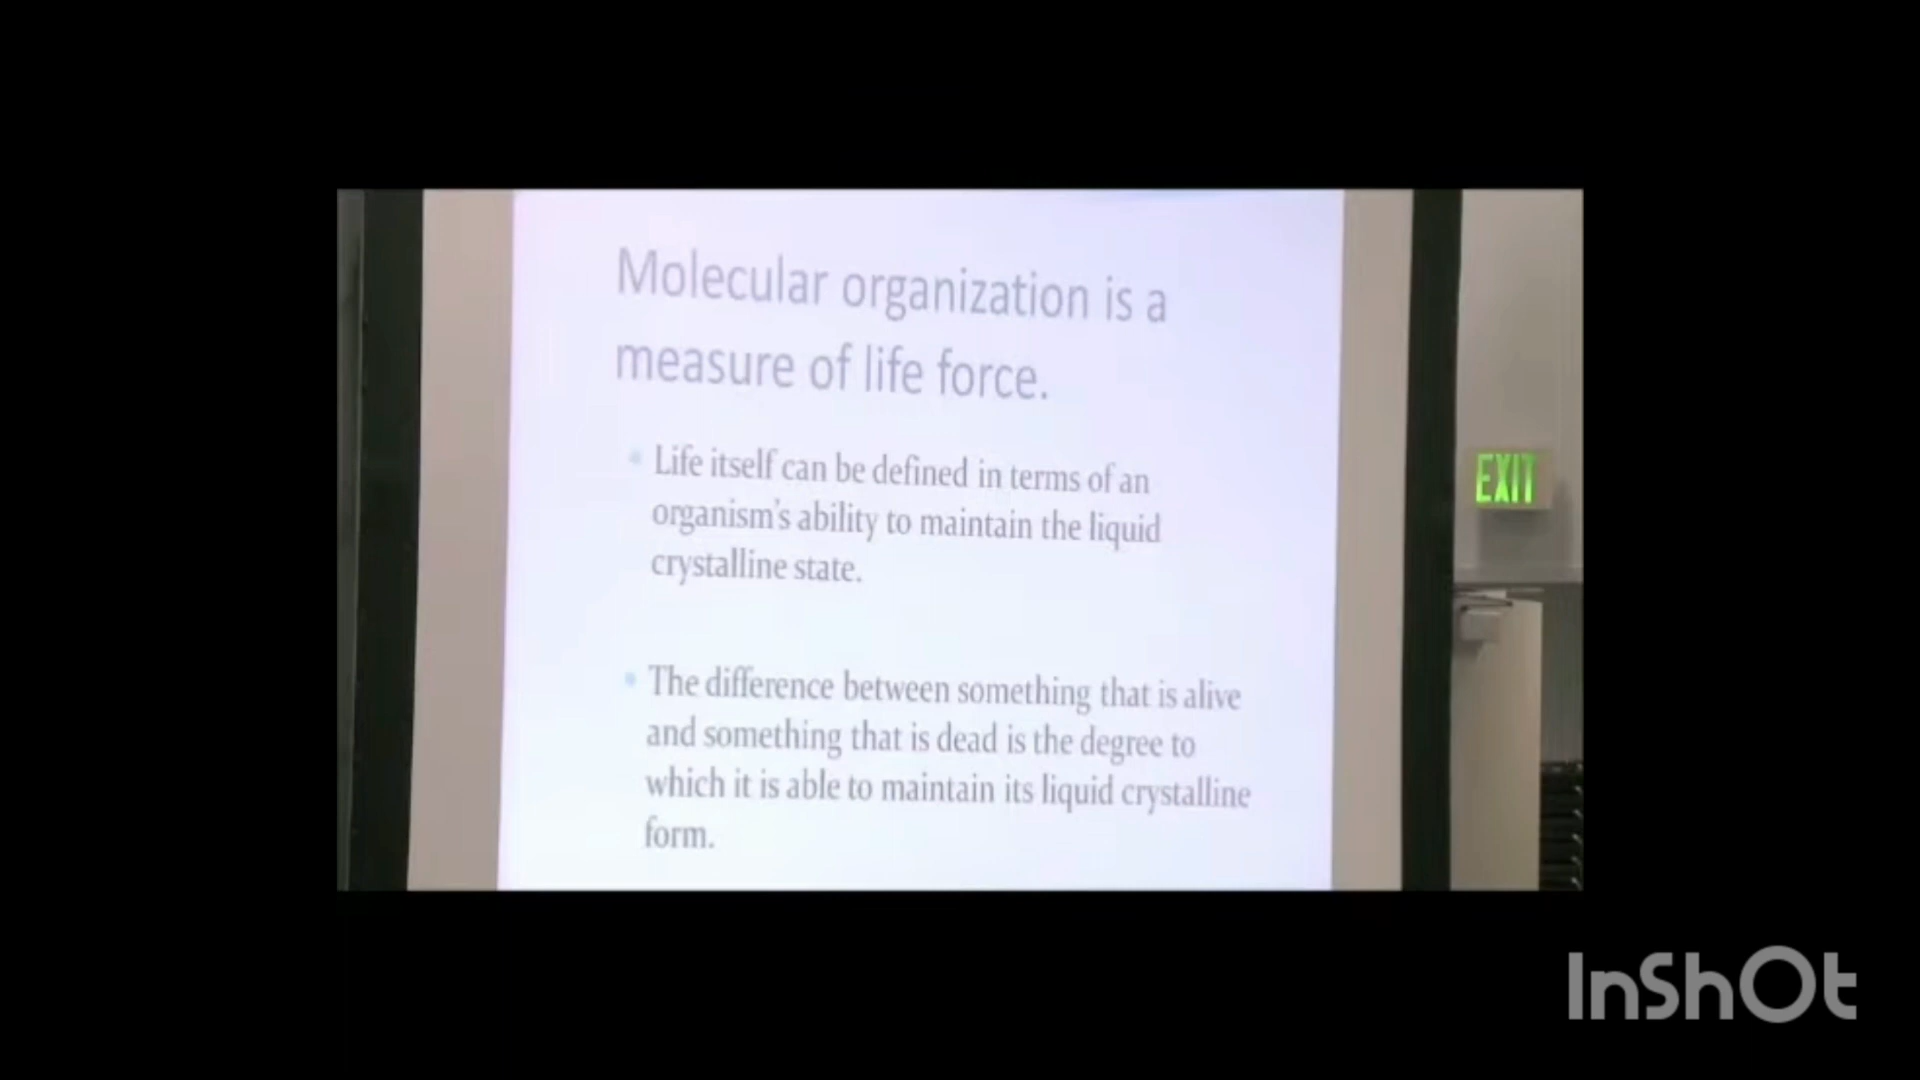 Molecular organization is a
measure of life force.
• Life itself can be defined in terms of an
organism's ability to maintain the liquid
crystalline state.
• The difference between something that is alive
and something that is dead is the degree to
which it is able to maintain its liquid crystalline
form.
EXIT
InShOt